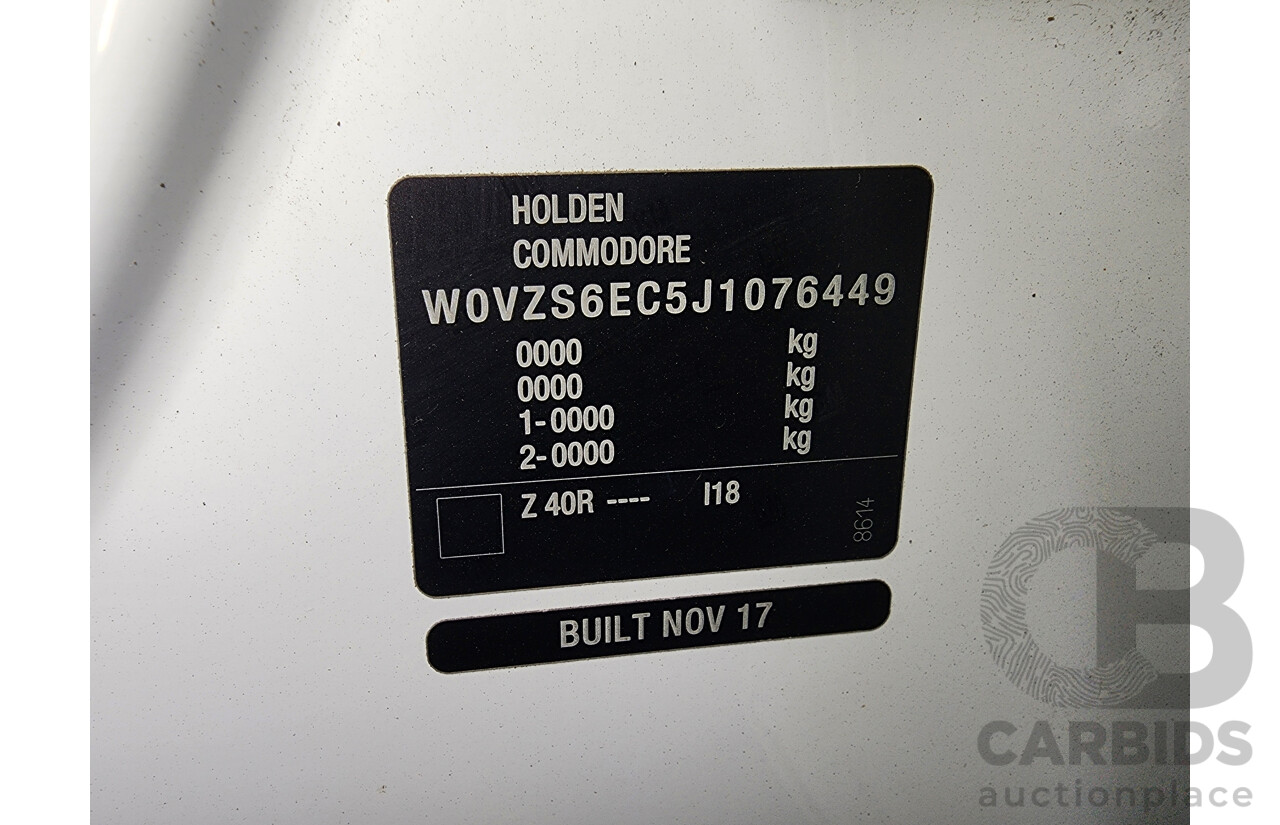 HOLDEN
COMMODORE
W0VZS6EC5J1076449
0000 kg
0000 kg
1-0000 kg
2-0000 kg
Z 40R ---- I18
8614
BUILT NOV 17
CB
CARBIDS
auctionplace